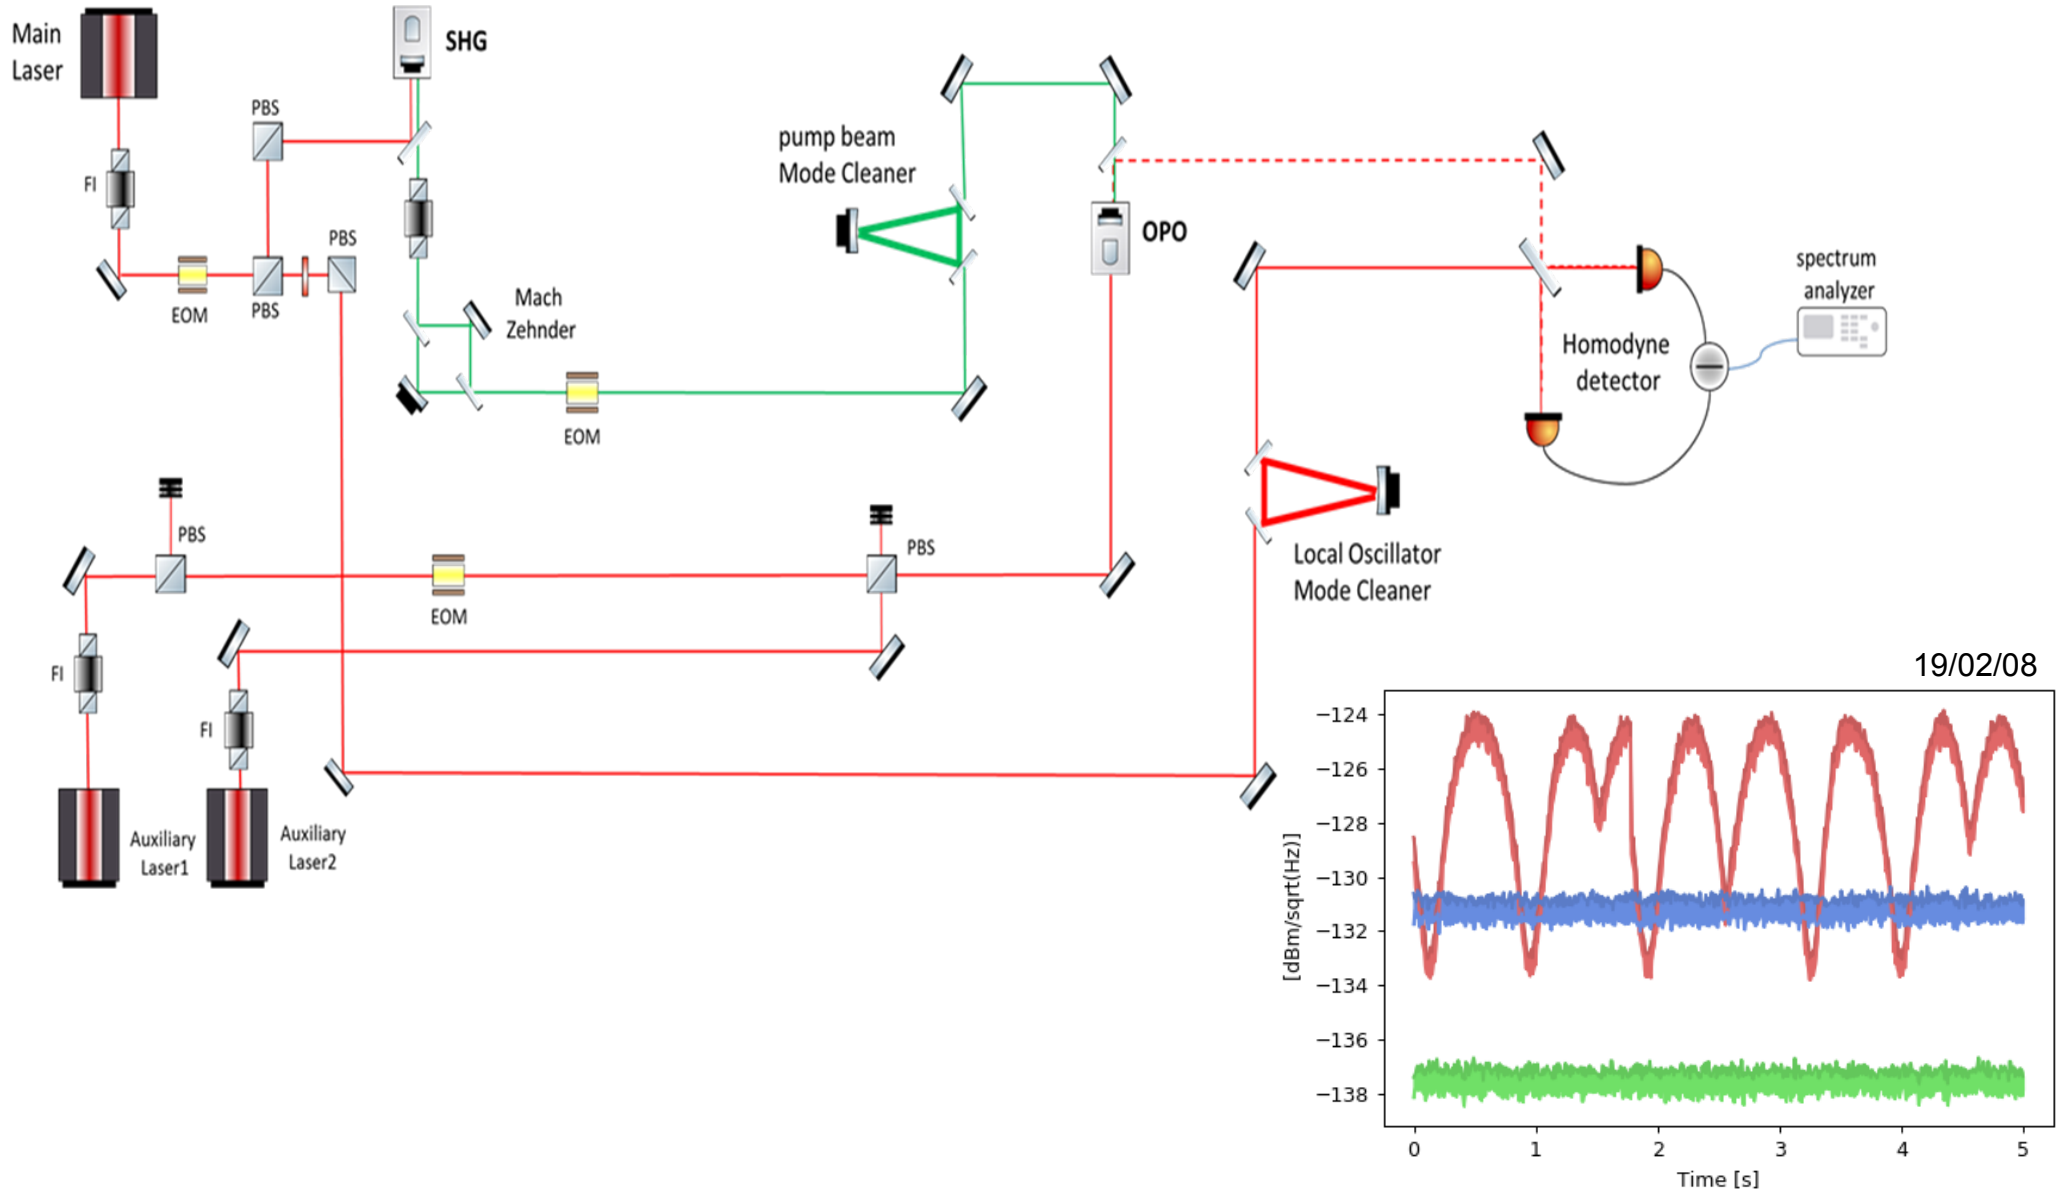 Main
Laser
SHG
PBS
FI
PBS
EOM
PBS
Mach
Zehnder
EOM
pump beam
Mode Cleaner
OPO
spectrum
analyzer
Homodyne
detector
Local Oscillator
Mode Cleaner
PBS
EOM
PBS
FI
FI
Auxiliary
Laser1
Auxiliary
Laser2
19/02/08
[dBm/sqrt(Hz)]
−124
−126
−128
−130
−132
−134
−136
−138
0 1 2 3 4 5
Time [s]